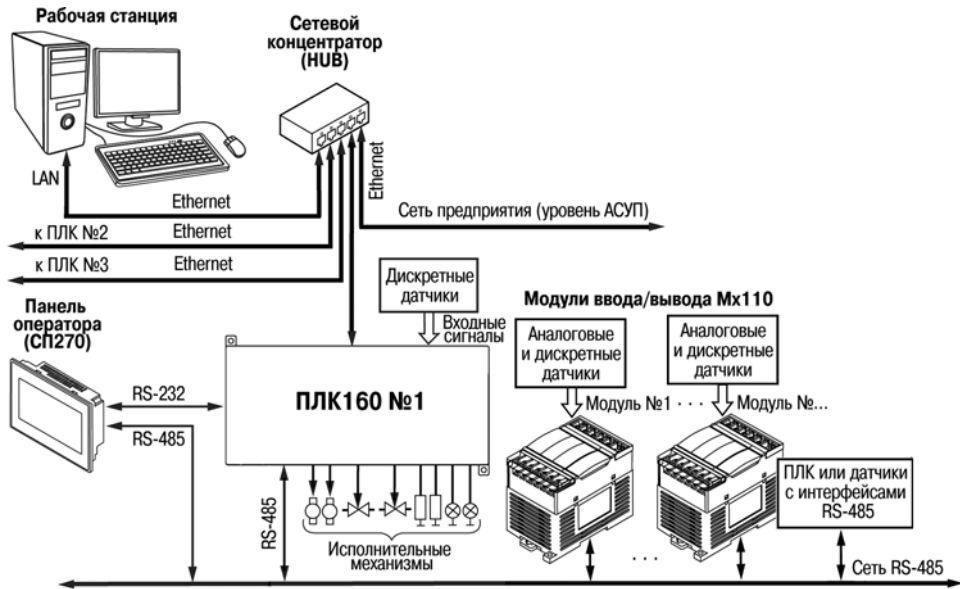 Рабочая станция
Сетевой
концентратор
(HUB)
LAN
Ethernet
Ethernet
Сеть предприятия (уровень АСУП)
к ПЛК №2
Ethernet
к ПЛК №3
Ethernet
Дискретные
датчики
Входные
сигналы
Панель
оператора
(СП270)
RS-232
RS-485
ПЛК160 №1
RS-485
Исполнительные
механизмы
Модули ввода/вывода Мх110
Аналоговые
и дискретные
датчики
Аналоговые
и дискретные
датчики
Модуль №1 · · · Модуль №...
ПЛК или датчики
с интерфейсами
RS-485
. . .
Сеть RS-485